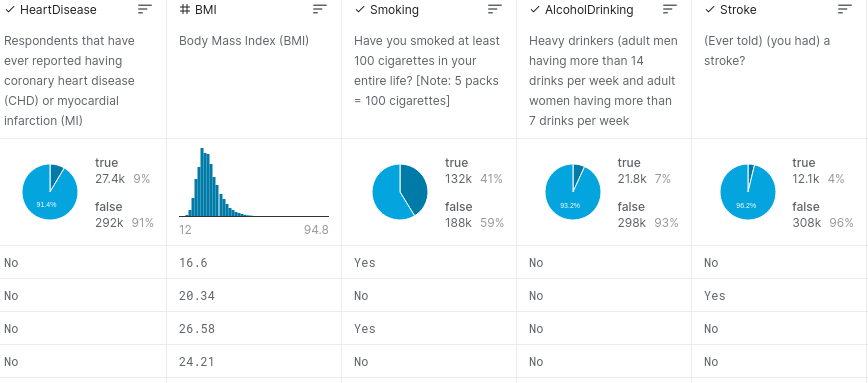 HeartDisease
BMI
Smoking
AlcoholDrinking
Stroke
Respondents that have
ever reported having
coronary heart disease
(CHD) or myocardial
infarction (MI)
Body Mass Index (BMI)
Have you smoked at least
100 cigarettes in your
entire life? [Note: 5 packs
= 100 cigarettes]
Heavy drinkers (adult men
having more than 14
drinks per week and adult
women having more than
7 drinks per week
(Ever told) (you had) a
stroke?
91.4%
true
27.4k 9%
false
292k 91%
12 94.8
true
132k 41%
false
188k 59%
93.2%
true
21.8k 7%
false
298k 93%
96.2%
true
12.1k 4%
false
308k 96%
No 16.6 Yes No No
No 20.34 No No Yes
No 26.58 Yes No No
No 24.21 No No No